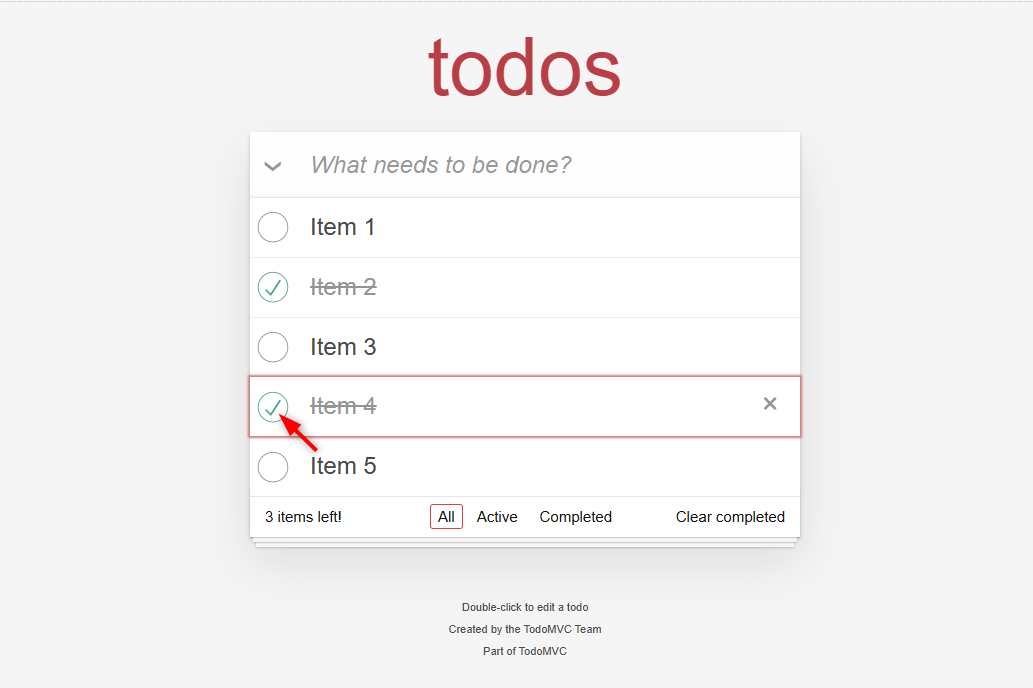 todos
What needs to be done?
Item 1
Item 2
Item 3
Item 4
Item 5
3 items left! All Active Completed Clear completed
Double-click to edit a todo
Created by the TodoMVC Team
Part of TodoMVC